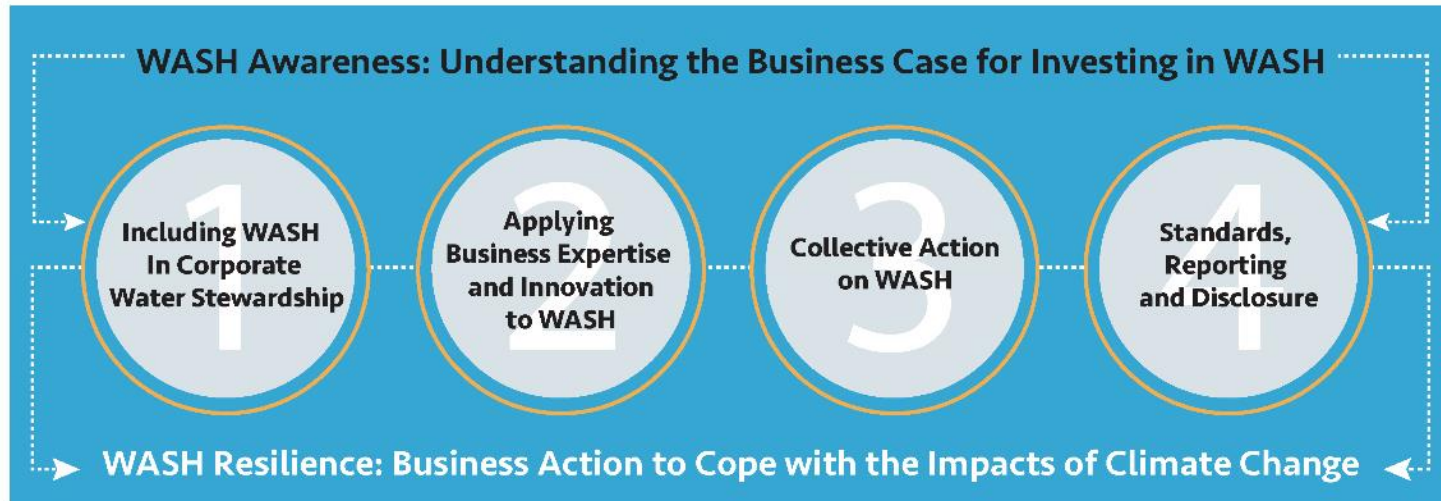 WASH Awareness: Understanding the Business Case for Investing in WASH
1
Including WASH
In Corporate
Water Stewardship
2
Applying
Business Expertise
and Innovation
to WASH
3
Collective Action
on WASH
4
Standards,
Reporting
and Disclosure
WASH Resilience: Business Action to Cope with the Impacts of Climate Change